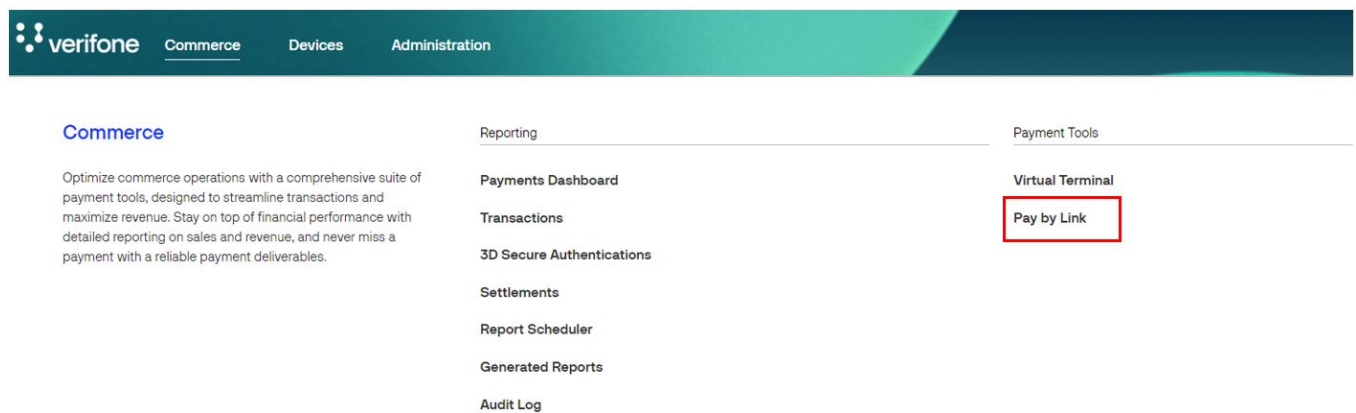 verifone Commerce Devices Administration
Commerce
Optimize commerce operations with a comprehensive suite of
payment tools, designed to streamline transactions and
maximize revenue. Stay on top of financial performance with
detailed reporting on sales and revenue, and never miss a
payment with a reliable payment deliverables.
Reporting
Payments Dashboard
Transactions
3D Secure Authentications
Settlements
Report Scheduler
Generated Reports
Audit Log
Payment Tools
Virtual Terminal
Pay by Link